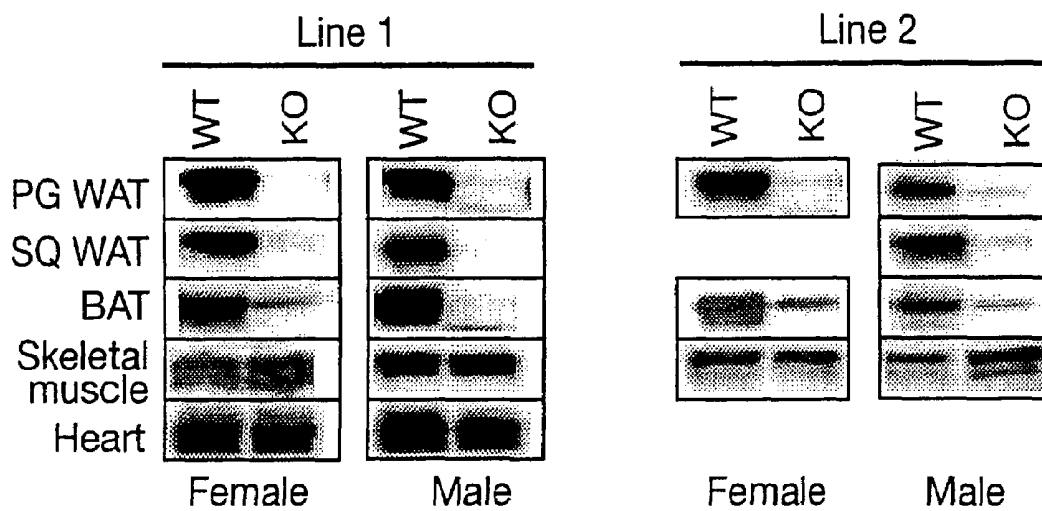 Line 1
Line 2
WT KO WT KO WT KO WT KO
PG WAT
SQ WAT
BAT
Skeletal
muscle
Heart
Female Male Female Male